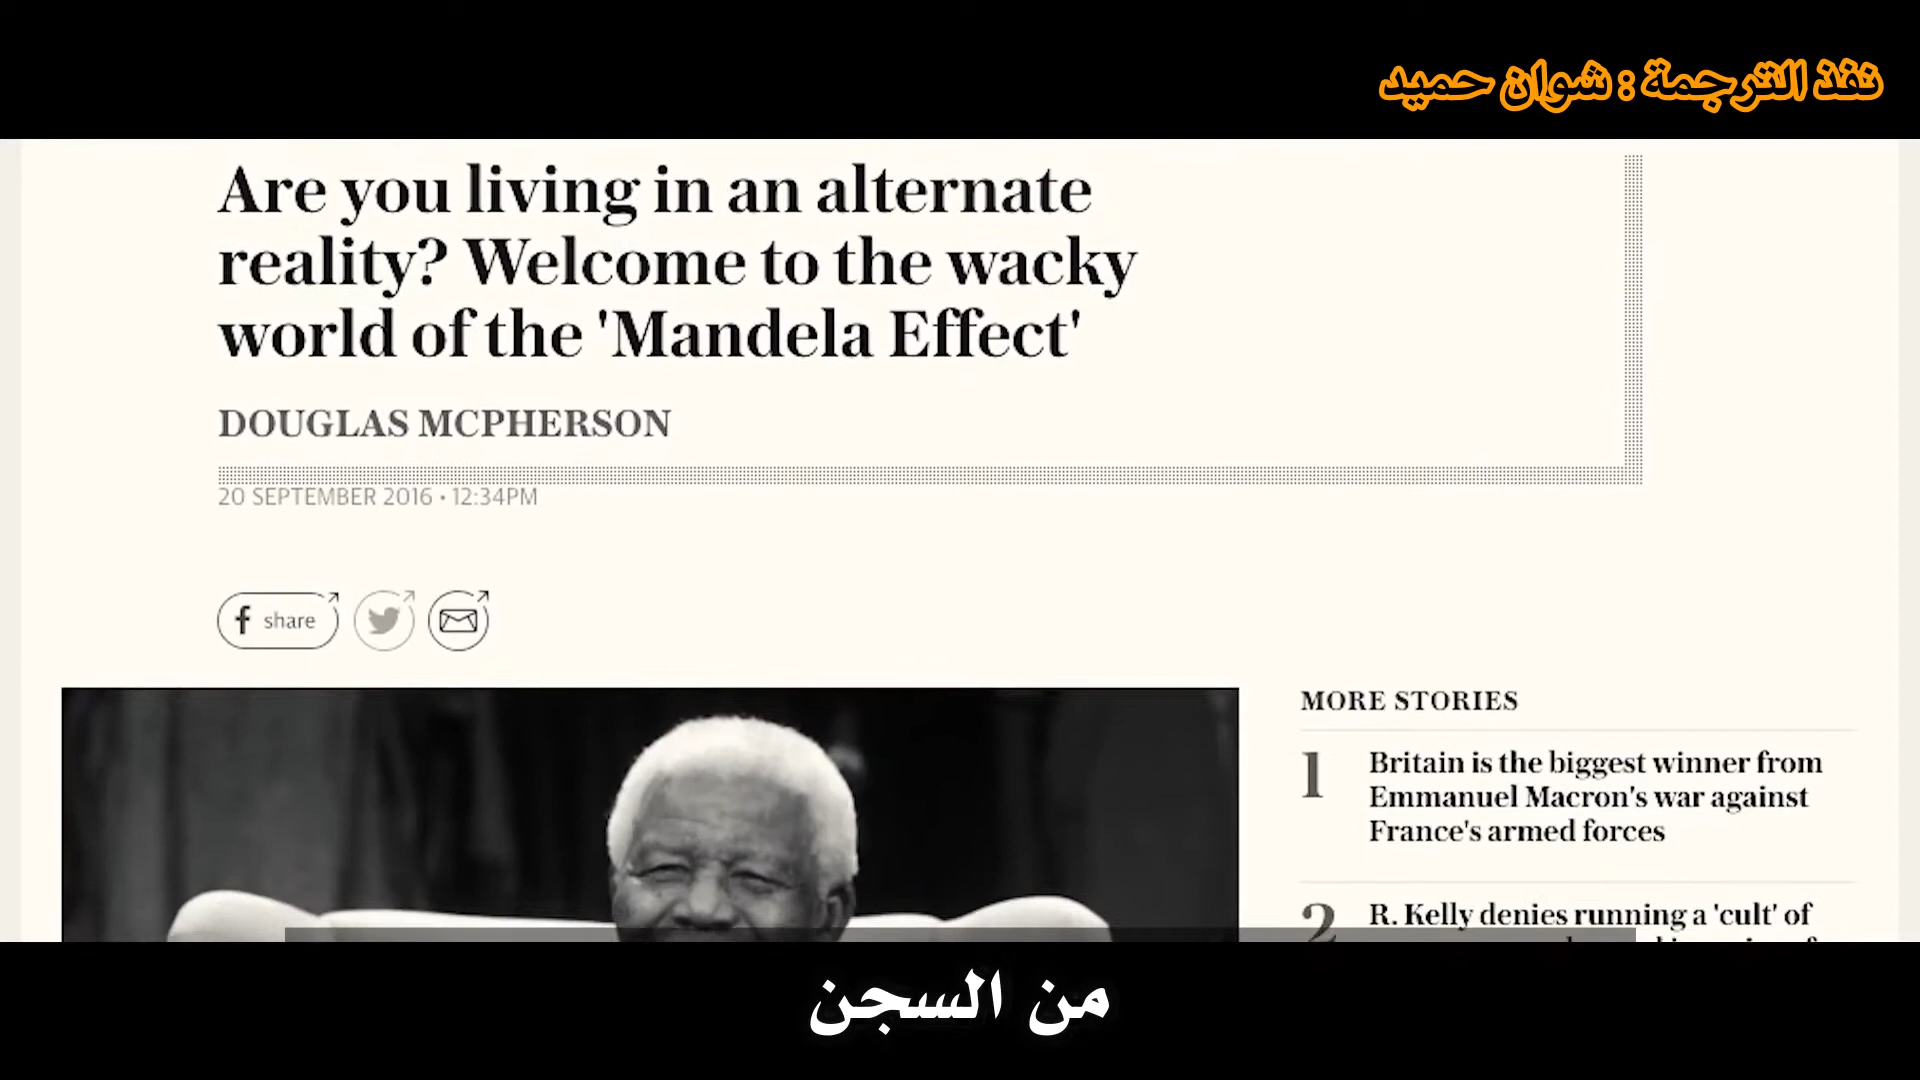 نفذ الترجمة : شوان حميد
Are you living in an alternate
reality? Welcome to the wacky
world of the 'Mandela Effect'
DOUGLAS MCPHERSON
20 SEPTEMBER 2016 • 12:34PM
f share
MORE STORIES
1 Britain is the biggest winner from
Emmanuel Macron's war against
France's armed forces
2 R. Kelly denies running a 'cult' of
من السجن